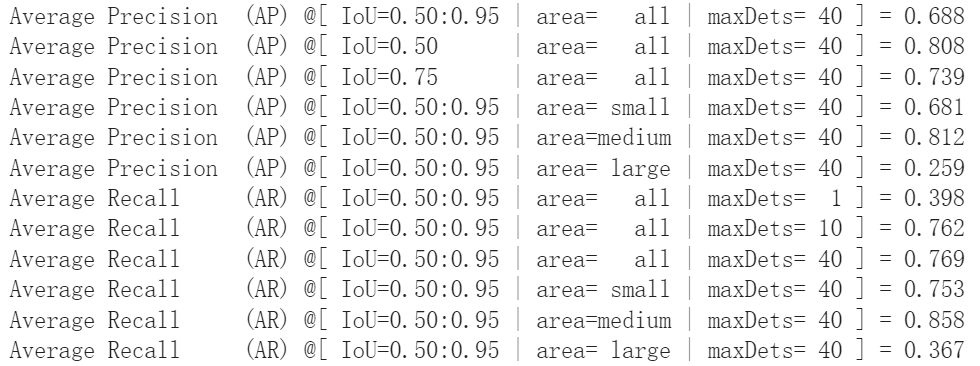 Average Precision  (AP) @[ IoU=0.50:0.95 | area=   all | maxDets= 40 ] = 0.688
Average Precision  (AP) @[ IoU=0.50      | area=   all | maxDets= 40 ] = 0.808
Average Precision  (AP) @[ IoU=0.75      | area=   all | maxDets= 40 ] = 0.739
Average Precision  (AP) @[ IoU=0.50:0.95 | area= small | maxDets= 40 ] = 0.681
Average Precision  (AP) @[ IoU=0.50:0.95 | area=medium | maxDets= 40 ] = 0.812
Average Precision  (AP) @[ IoU=0.50:0.95 | area= large | maxDets= 40 ] = 0.259
Average Recall     (AR) @[ IoU=0.50:0.95 | area=   all | maxDets=  1 ] = 0.398
Average Recall     (AR) @[ IoU=0.50:0.95 | area=   all | maxDets= 10 ] = 0.762
Average Recall     (AR) @[ IoU=0.50:0.95 | area=   all | maxDets= 40 ] = 0.769
Average Recall     (AR) @[ IoU=0.50:0.95 | area= small | maxDets= 40 ] = 0.753
Average Recall     (AR) @[ IoU=0.50:0.95 | area=medium | maxDets= 40 ] = 0.858
Average Recall     (AR) @[ IoU=0.50:0.95 | area= large | maxDets= 40 ] = 0.367